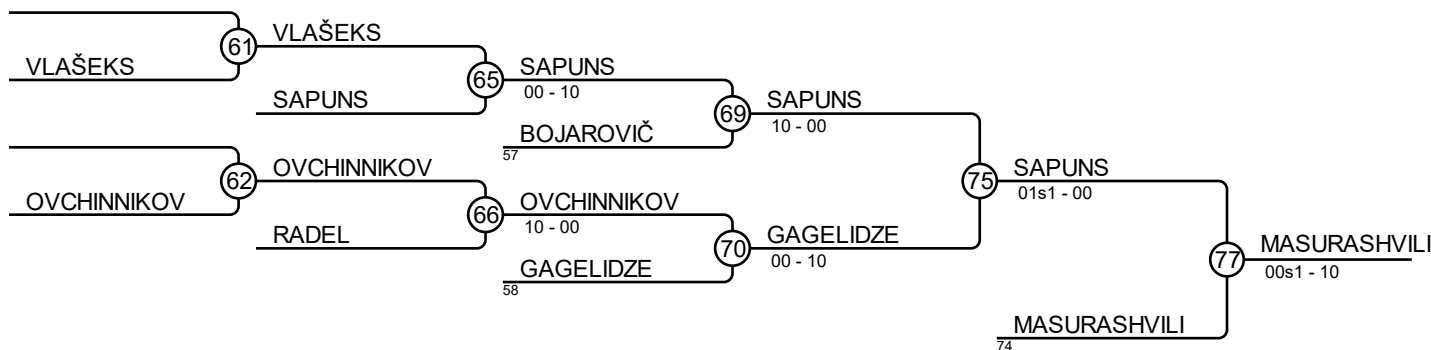 61 VLAŠEKS
VLAŠEKS
65 SAPUNS
00 - 10
SAPUNS
69 SAPUNS
10 - 00
BOJAROVIČ
57
62 OVCHINNIKOV
75 SAPUNS
01s1 - 00
OVCHINNIKOV
66 OVCHINNIKOV
10 - 00
RADEL
70 GAGELIDZE
00 - 10
GAGELIDZE
58
77 MASURASHVILI
00s1 - 10
MASURASHVILI
74